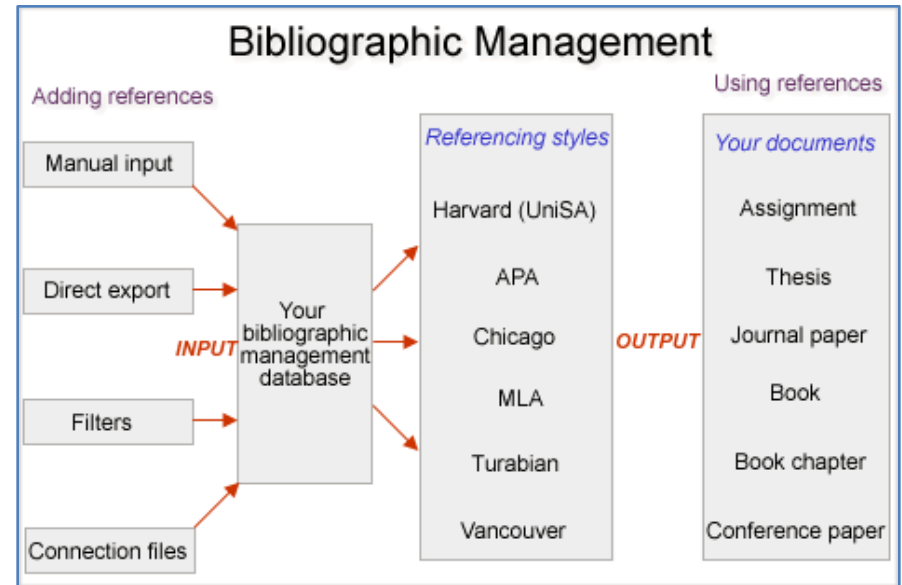 Bibliographic Management
Adding references
Using references
Manual input
Direct export
INPUT
Filters
Connection files
Your
bibliographic
management
database
Referencing styles
Harvard (UniSA)
APA
Chicago
MLA
Turabian
Vancouver
OUTPUT
Your documents
Assignment
Thesis
Journal paper
Book
Book chapter
Conference paper